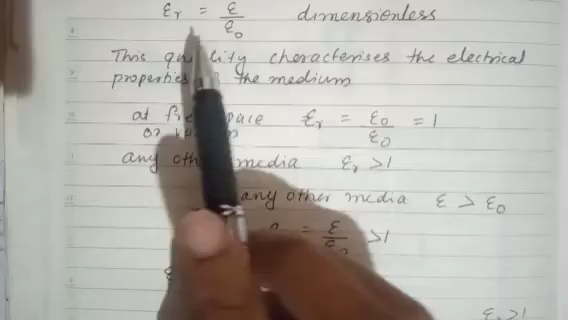 εr = ε/ε0 dimensionless
This quality characterises the electrical
properties the medium
at space εr = ε0/ε0 = 1
or
any other media εr > 1
any other media ε > ε0
= ε/ε0 > 1
εr > 1